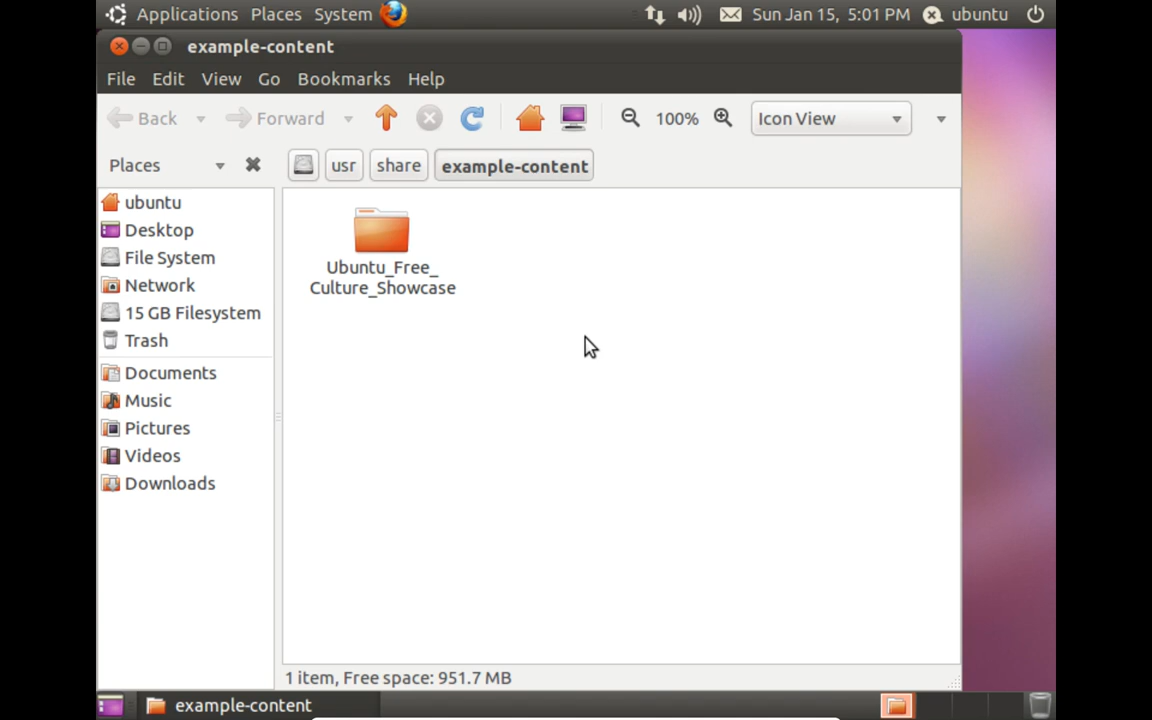 Applications Places System Sun Jan 15, 5:01 PM ubuntu
example-content
File Edit View Go Bookmarks Help
Back Forward 100% Icon View
Places usr share example-content
ubuntu
Desktop
File System
Network
15 GB Filesystem
Trash
Documents
Music
Pictures
Videos
Downloads
Ubuntu_Free_
Culture_Showcase
1 item, Free space: 951.7 MB
example-content